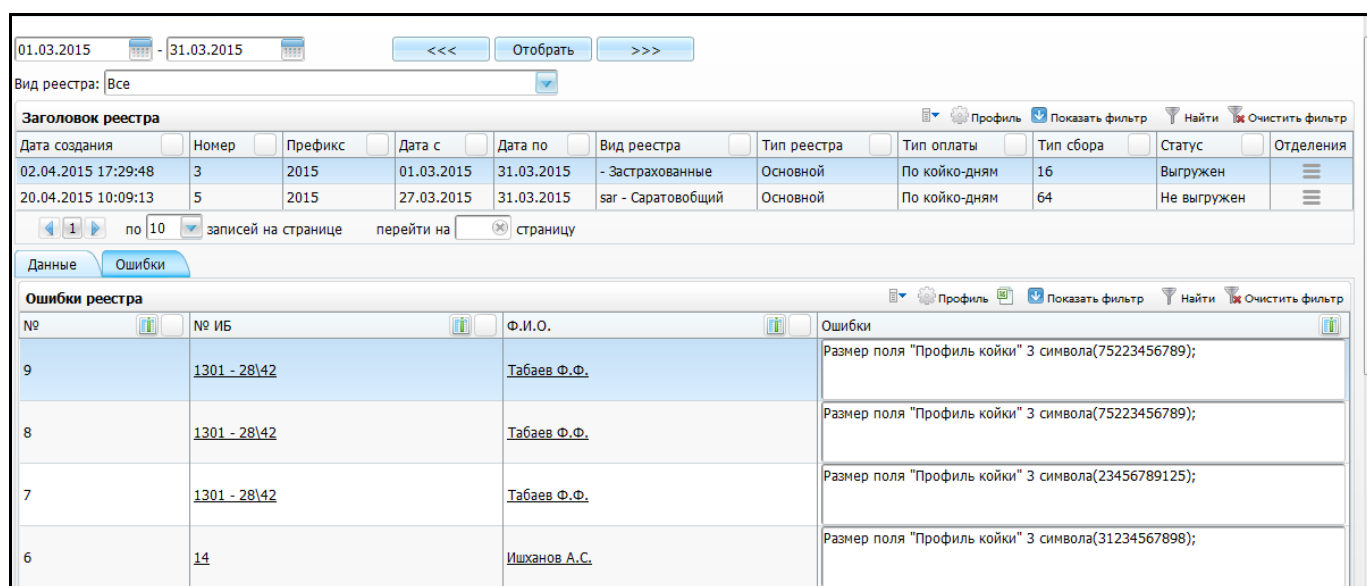 01.03.2015 - 31.03.2015 <<< Отобрать >>>
Вид реестра: Все
Заголовок реестра Профиль Показать фильтр Найти Очистить фильтр
Дата создания Номер Префикс Дата с Дата по Вид реестра Тип реестра Тип оплаты Тип сбора Статус Отделения
02.04.2015 17:29:48 3 2015 01.03.2015 31.03.2015 - Застрахованные Основной По койко-дням 16 Выгружен
20.04.2015 10:09:13 5 2015 27.03.2015 31.03.2015 sar - Саратовобщий Основной По койко-дням 64 Не выгружен
1 по 10 записей на странице перейти на страницу
Данные Ошибки
Ошибки реестра Профиль Показать фильтр Найти Очистить фильтр
№ № ИБ Ф.И.О. Ошибки
9 1301 - 28\42 Табаев Ф.Ф. Размер поля "Профиль койки" 3 символа(75223456789);
8 1301 - 28\42 Табаев Ф.Ф. Размер поля "Профиль койки" 3 символа(75223456789);
7 1301 - 28\42 Табаев Ф.Ф. Размер поля "Профиль койки" 3 символа(23456789125);
6 14 Ишханов А.С. Размер поля "Профиль койки" 3 символа(31234567898);